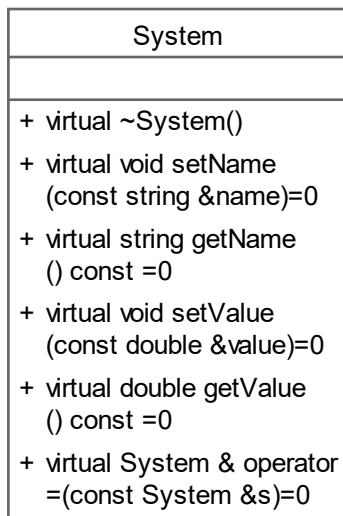 System
+ virtual ~System()
+ virtual void setName
(const string &name)=0
+ virtual string getName
() const =0
+ virtual void setValue
(const double &value)=0
+ virtual double getValue
() const =0
+ virtual System & operator
=(const System &s)=0